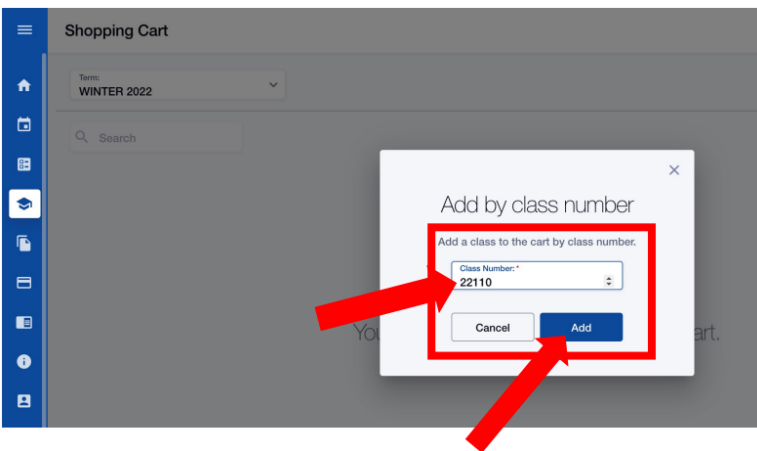 Shopping Cart
Term:
WINTER 2022
Search
Add by class number
Add a class to the cart by class number.
Class Number: *
22110
Cancel
Add
art.